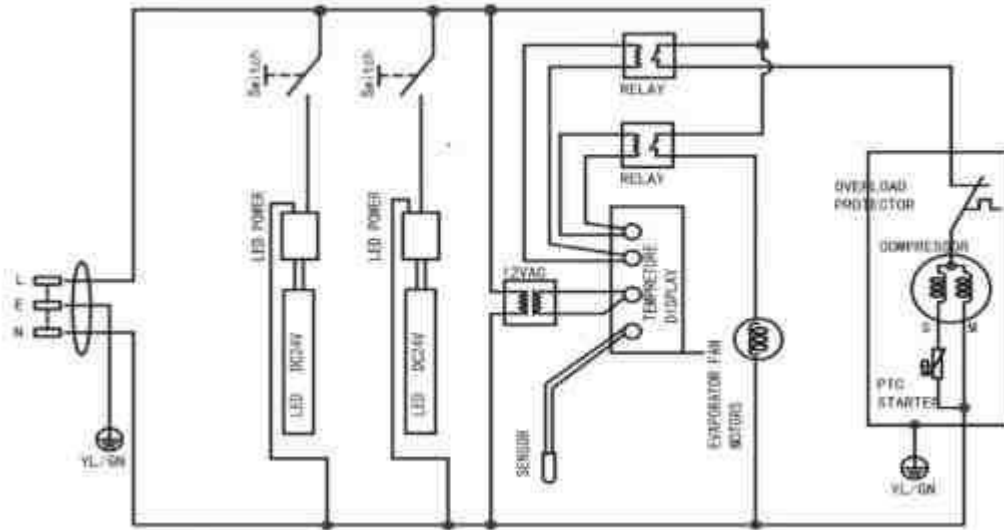 Switch
Switch
RELAY
RELAY
OVERLOAD
PROTECTOR
LED POWER
LED POWER
COMPRESSOR
12VAC
TEMPRETURE
DISPLAY
L
E
N
LED DC24V
LED DC24V
S
M
PTC
STARTER
EVAPORATOR FAN
MOTORS
SENSOR
YL/GN
YL/GN